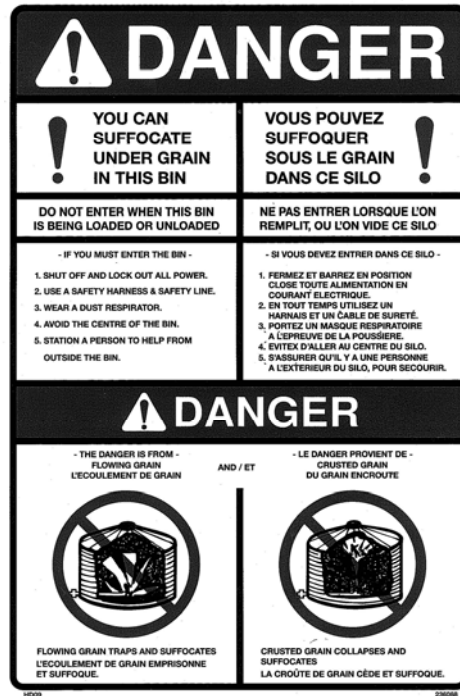 DANGER
YOU CAN
SUFFOCATE
UNDER GRAIN
IN THIS BIN
VOUS POUVEZ
SUFFOQUER
SOUS LE GRAIN
DANS CE SILO
DO NOT ENTER WHEN THIS BIN
IS BEING LOADED OR UNLOADED
NE PAS ENTRER LORSQUE L'ON
REMPLIT, OU L'ON VIDE CE SILO
- IF YOU MUST ENTER THE BIN -
1. SHUT OFF AND LOCK OUT ALL POWER.
2. USE A SAFETY HARNESS & SAFETY LINE.
3. WEAR A DUST RESPIRATOR.
4. AVOID THE CENTRE OF THE BIN.
5. STATION A PERSON TO HELP FROM
OUTSIDE THE BIN.
- SI VOUS DEVEZ ENTRER DANS CE SILO -
1. FERMEZ ET BARREZ EN POSITION
CLOSE TOUTE ALIMENTATION EN
COURANT ELECTRIQUE.
2. EN TOUT TEMPS UTILISEZ UN
HARNAIS ET UN CÂBLE DE SURETÉ.
3. PORTEZ UN MASQUE RESPIRATOIRE
A L'EPREUVE DE LA POUSSIERE.
4. EVITEX D'ALLER AU CENTRE DU SILO.
5. S'ASSURER QU'IL Y A UNE PERSONNE
A L'EXTERIEUR DU SILO, POUR SECOURIR.
DANGER
- THE DANGER IS FROM -
FLOWING GRAIN
L'ECOULEMENT DE GRAIN
AND / ET
- LE DANGER PROVIENT DE -
CRUSTED GRAIN
DU GRAIN ENCROUTE
FLOWING GRAIN TRAPS AND SUFFOCATES
L'ECOULEMENT DE GRAIN EMPRISONNE
ET SUFFOQUE.
CRUSTED GRAIN COLLAPSES AND
SUFFOCATES
LA CROÛTE DE GRAIN CÈDE ET SUFFOQUE.